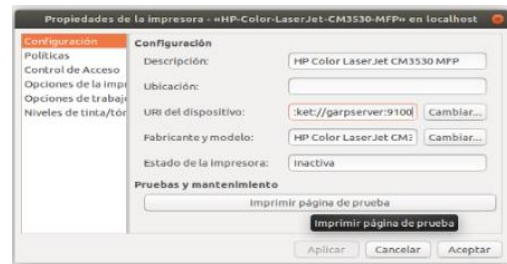 Propiedades de la impresora - «HP-Color-LaserJet-CM3530-MFP» en localhost
Configuración
Políticas
Control de Acceso
Opciones de la impr
Opciones de trabajo
Niveles de tinta/tór
Configuración
Descripción: HP Color LaserJet CM3530 MFP
Ubicación:
URI del dispositivo: :ket://garpserver:9100 Cambiar...
Fabricante y modelo: HP Color LaserJet CM3 Cambiar...
Estado de la impresora: Inactiva
Pruebas y mantenimiento
Imprimir página de prueba
Imprimir página de prueba
Aplicar Cancelar Aceptar